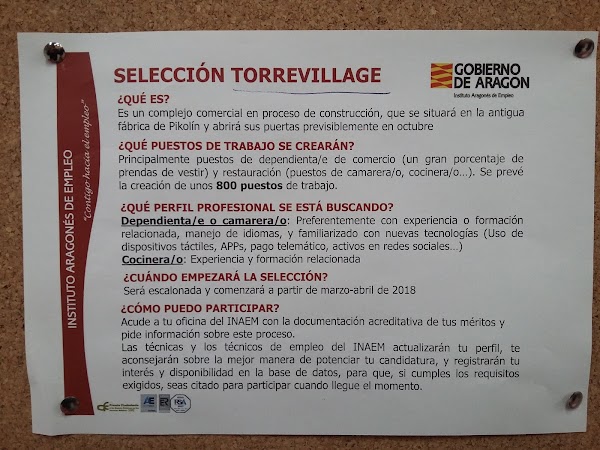 SELECCIÓN TORREVILLAGE
GOBIERNO
DE ARAGON
Instituto Aragonés de Empleo
INSTITUTO ARAGONÉS DE EMPLEO
"Contigo hacia el empleo"
¿QUÉ ES?
Es un complejo comercial en proceso de construcción, que se situará en la antigua
fábrica de Pikolín y abrirá sus puertas previsiblemente en octubre
¿QUÉ PUESTOS DE TRABAJO SE CREARÁN?
Principalmente puestos de dependienta/e de comercio (un gran porcentaje de
prendas de vestir) y restauración (puestos de camarera/o, cocinera/o...). Se prevé
la creación de unos 800 puestos de trabajo.
¿QUÉ PERFIL PROFESIONAL SE ESTÁ BUSCANDO?
Dependienta/e o camarera/o: Preferentemente con experiencia o formación
relacionada, manejo de idiomas, y familiarizado con nuevas tecnologías (Uso de
dispositivos táctiles, APPs, pago telemático, activos en redes sociales...)
Cocinera/o: Experiencia y formación relacionada
¿CUÁNDO EMPEZARÁ LA SELECCIÓN?
Será escalonada y comenzará a partir de marzo-abril de 2018
¿CÓMO PUEDO PARTICIPAR?
Acude a tu oficina del INAEM con la documentación acreditativa de tus méritos y
pide información sobre este proceso.
Las técnicas y los técnicos de empleo del INAEM actualizarán tu perfil, te
aconsejarán sobre la mejor manera de potenciar tu candidatura, y registrarán tu
interés y disponibilidad en la base de datos, para que, si cumples los requisitos
exigidos, seas citado para participar cuando llegue el momento.